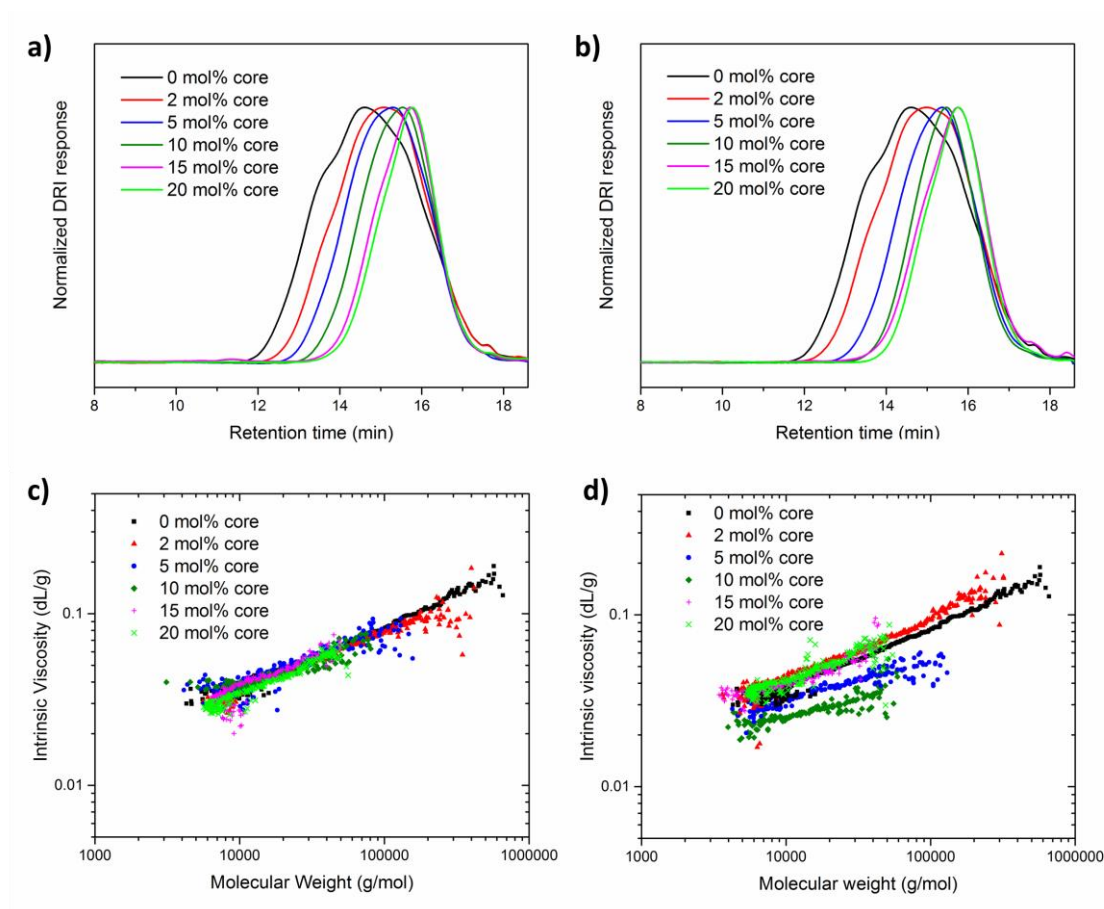 a)
0 mol% core
2 mol% core
5 mol% core
10 mol% core
15 mol% core
20 mol% core
Normalized DRI response
8 10 12 14 16 18
Retention time (min)
b)
0 mol% core
2 mol% core
5 mol% core
10 mol% core
15 mol% core
20 mol% core
Normalized DRI response
8 10 12 14 16 18
Retention time (min)
c)
0 mol% core
2 mol% core
5 mol% core
10 mol% core
15 mol% core
20 mol% core
Intrinsic Viscosity (dL/g)
0.1
0.01
1000 10000 100000 1000000
Molecular Weight (g/mol)
d)
0 mol% core
2 mol% core
5 mol% core
10 mol% core
15 mol% core
20 mol% core
Intrinsic viscosity (dL/g)
0.1
0.01
1000 10000 100000 1000000
Molecular weight (g/mol)